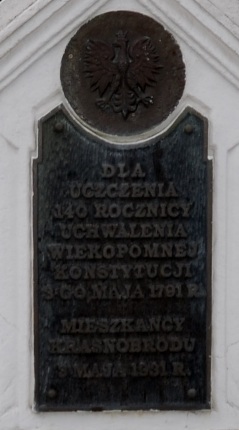 DLA
UCZCZENIA
140 ROCZNICY
UCHWALENIA
WIEKOPOMNEJ
KONSTYTUCJI
3-GO MAJA 1791 R.
MIESZKAŃCY
KRASNOBRODU
3 MAJA 1931 R.